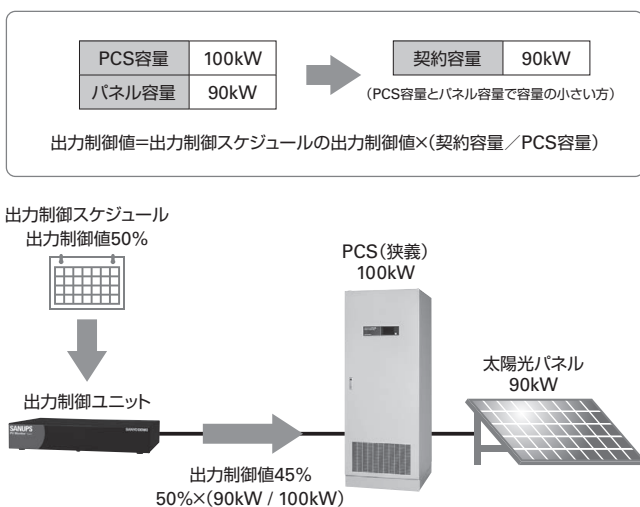 PCS容量 100kW
パネル容量 90kW
契約容量 90kW
(PCS容量とパネル容量で容量の小さい方)
出力制御値=出力制御スケジュールの出力制御値×(契約容量/PCS容量)
出力制御スケジュール
出力制御値50%
出力制御ユニット
SANUPS
出力制御値45%
50%×(90kW / 100kW)
PCS(狭義)
100kW
太陽光パネル
90kW